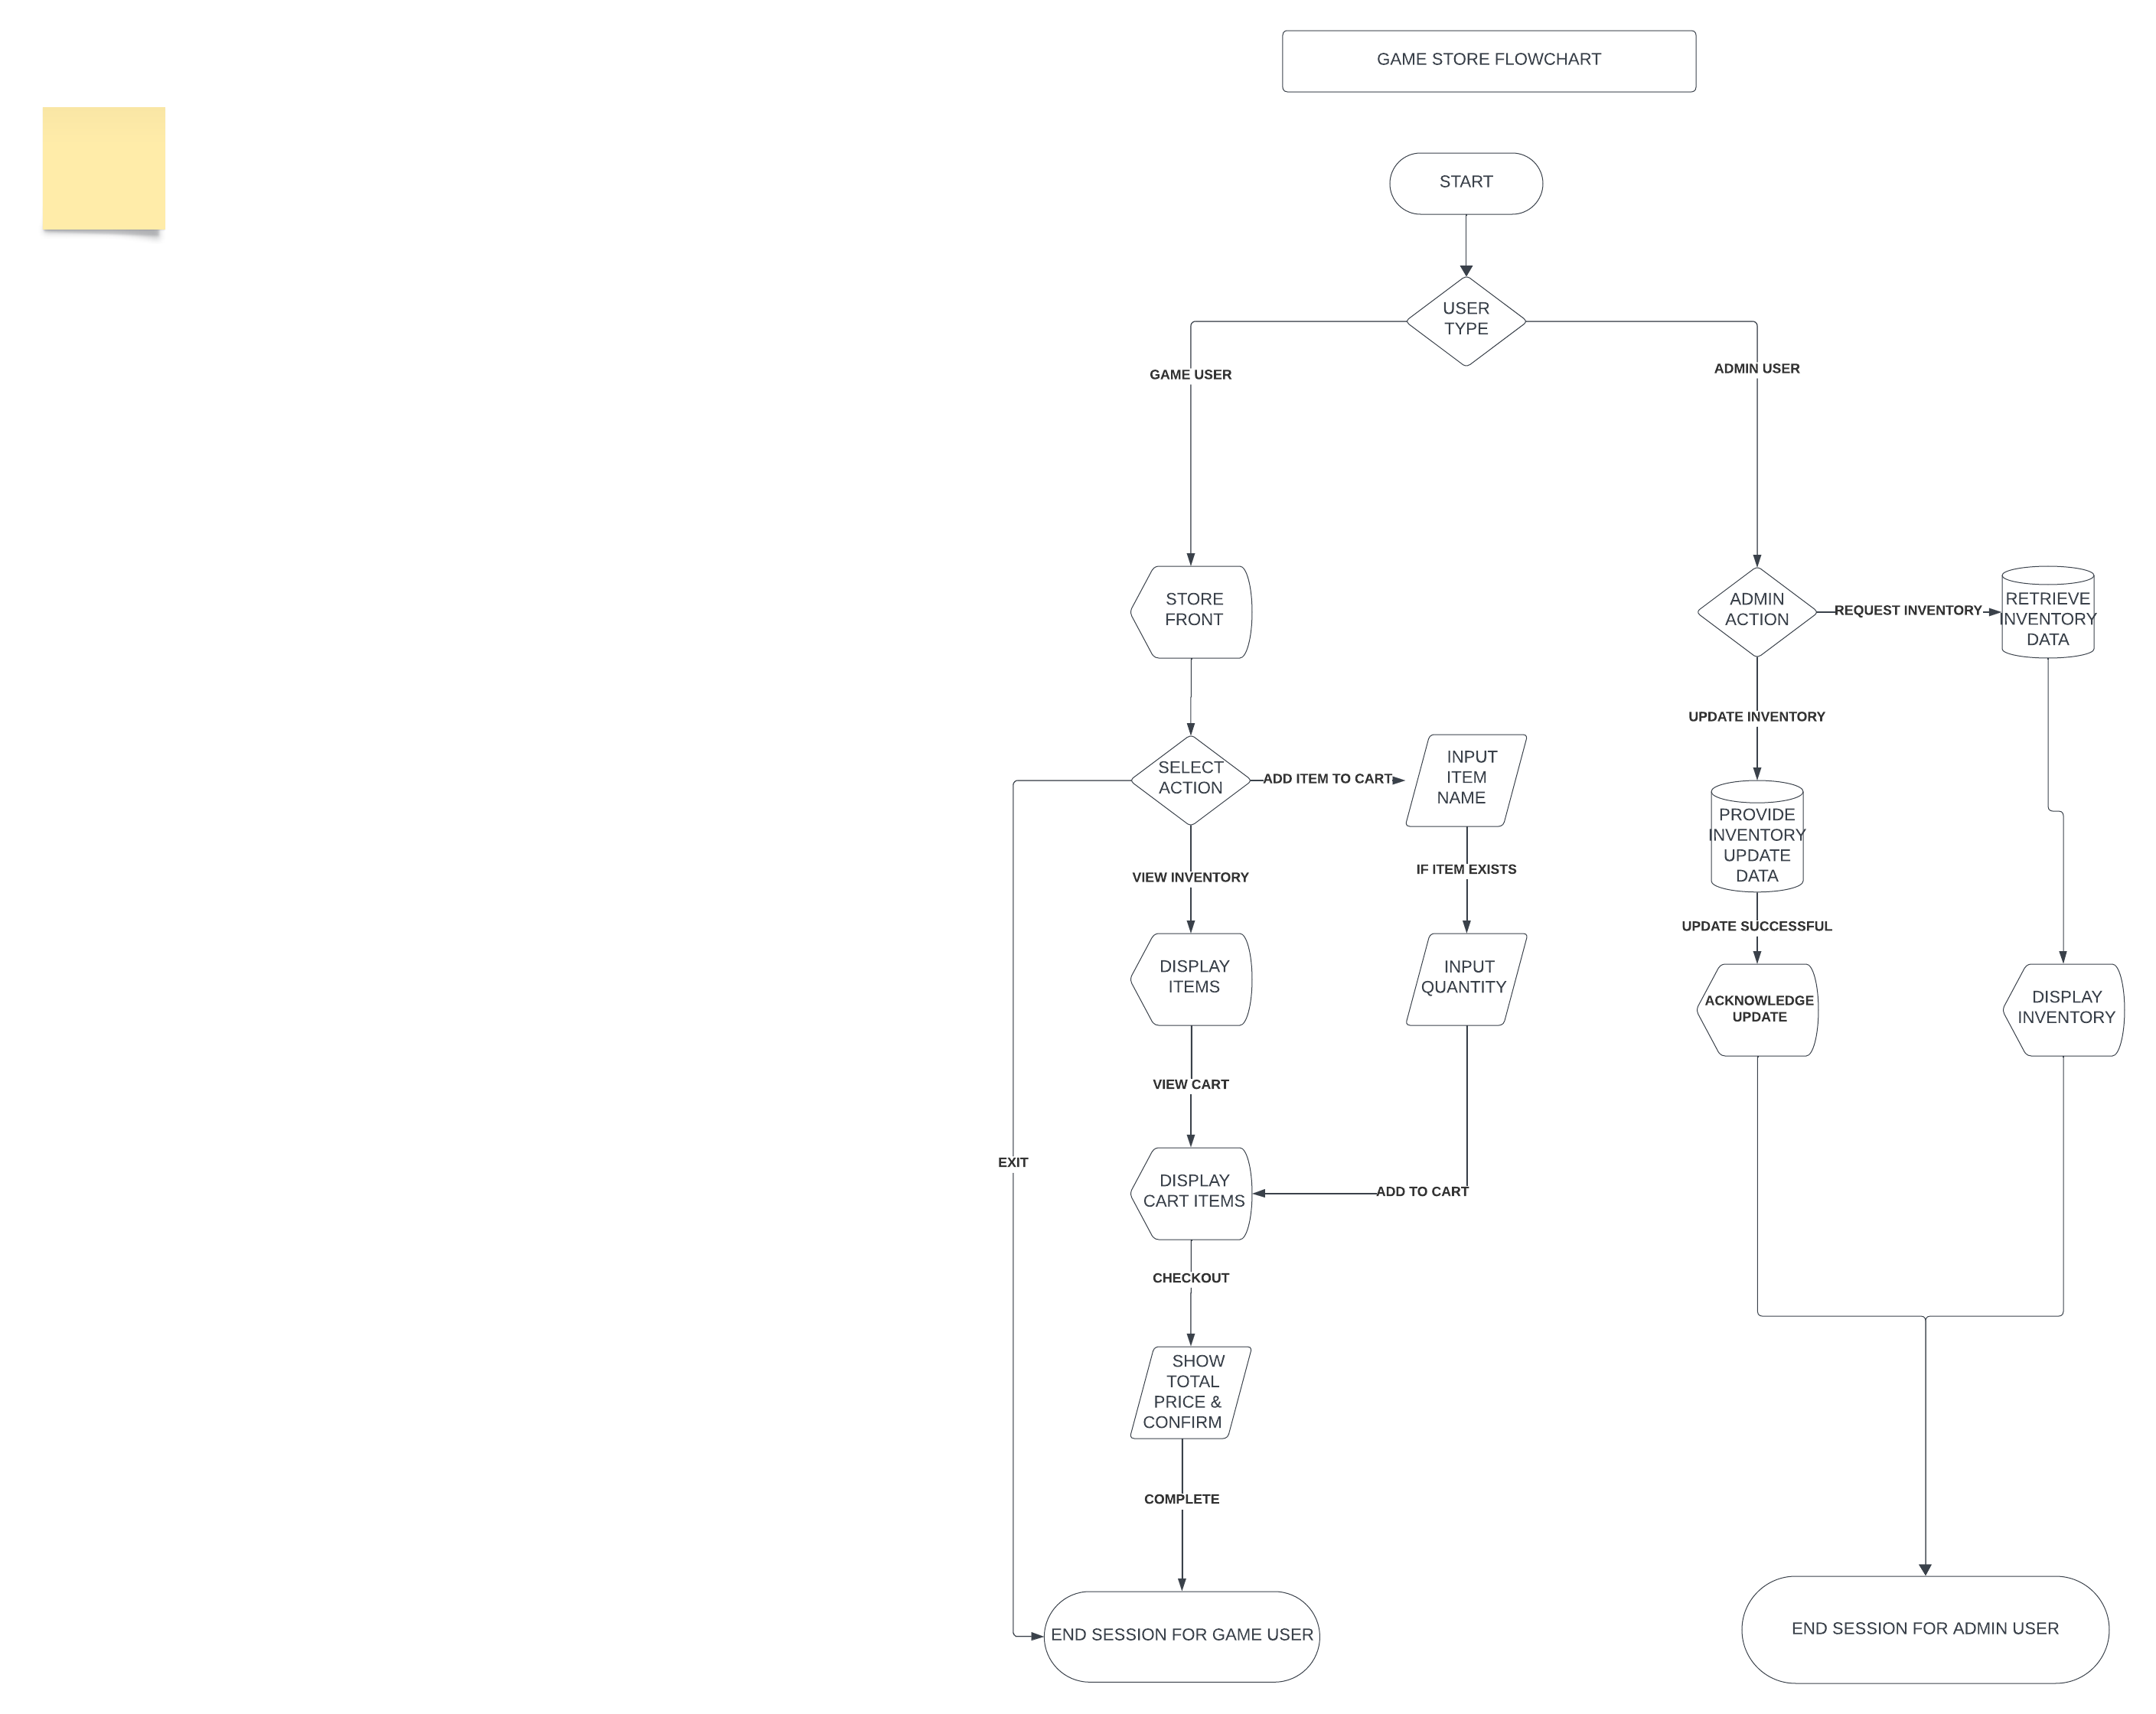 GAME STORE FLOWCHART
START
USER
TYPE
GAME USER
ADMIN USER
STORE
FRONT
ADMIN
ACTION
REQUEST INVENTORY
RETRIEVE
INVENTORY
DATA
UPDATE INVENTORY
SELECT
ACTION
ADD ITEM TO CART
INPUT
ITEM
NAME
PROVIDE
INVENTORY
UPDATE
DATA
VIEW INVENTORY
IF ITEM EXISTS
UPDATE SUCCESSFUL
DISPLAY
ITEMS
INPUT
QUANTITY
ACKNOWLEDGE
UPDATE
DISPLAY
INVENTORY
VIEW CART
EXIT
DISPLAY
CART ITEMS
ADD TO CART
CHECKOUT
SHOW
TOTAL
PRICE &
CONFIRM
COMPLETE
END SESSION FOR GAME USER
END SESSION FOR ADMIN USER